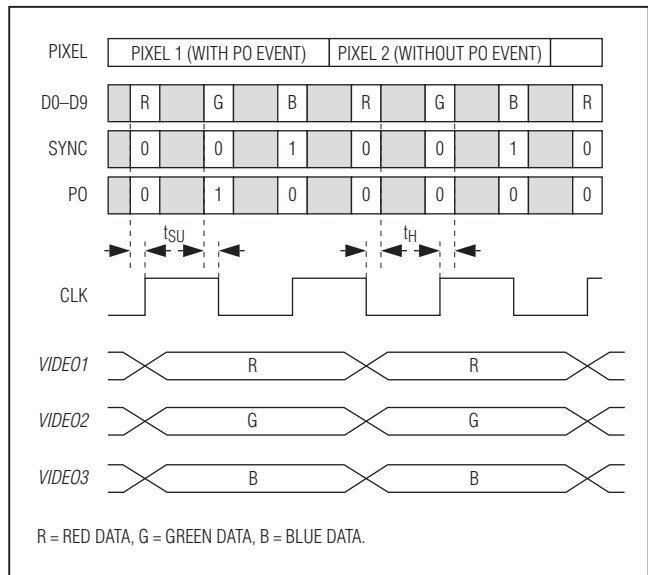 PIXEL PIXEL 1 (WITH PO EVENT) PIXEL 2 (WITHOUT PO EVENT)
D0–D9 R G B R G B R
SYNC 0 0 1 0 0 1 0
PO 0 1 0 0 0 0 0
tSU tH
CLK
VIDEO1 R R
VIDEO2 G G
VIDEO3 B B
R = RED DATA, G = GREEN DATA, B = BLUE DATA.